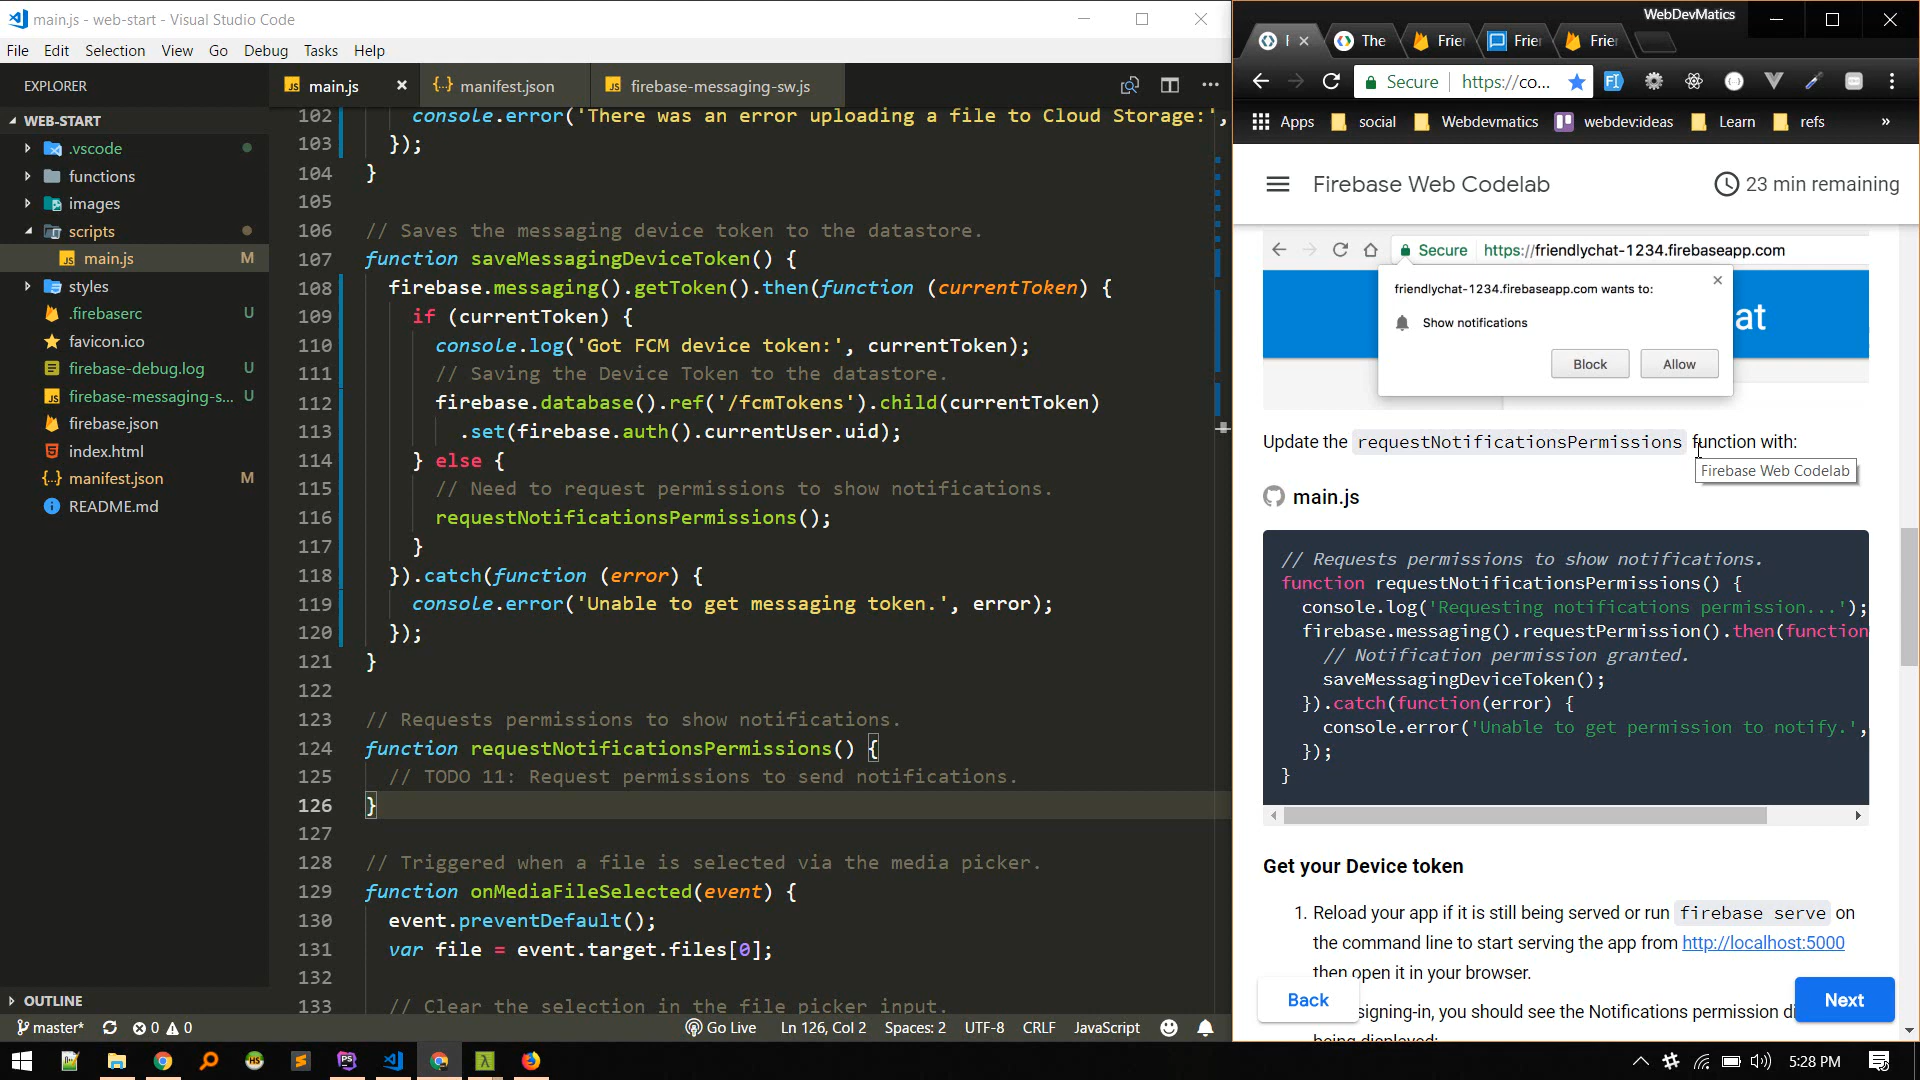 main.js - web-start - Visual Studio Code
File Edit Selection View Go Debug Tasks Help
EXPLORER
WEB-START
.vscode
functions
images
scripts
main.js M
styles
.firebaserc U
favicon.ico
firebase-debug.log U
firebase-messaging-s... U
firebase.json
index.html
manifest.json M
README.md
OUTLINE
main.js manifest.json firebase-messaging-sw.js
102 console.error('There was an error uploading a file to Cloud Storage:',
103 });
104 }
105
106 // Saves the messaging device token to the datastore.
107 function saveMessagingDeviceToken() {
108 firebase.messaging().getToken().then(function (currentToken) {
109 if (currentToken) {
110 console.log('Got FCM device token:', currentToken);
111 // Saving the Device Token to the datastore.
112 firebase.database().ref('/fcmTokens').child(currentToken)
113 .set(firebase.auth().currentUser.uid);
114 } else {
115 // Need to request permissions to show notifications.
116 requestNotificationsPermissions();
117 }
118 }).catch(function (error) {
119 console.error('Unable to get messaging token.', error);
120 });
121 }
122
123 // Requests permissions to show notifications.
124 function requestNotificationsPermissions() {
125 // TODO 11: Request permissions to send notifications.
126 }
127
128 // Triggered when a file is selected via the media picker.
129 function onMediaFileSelected(event) {
130 event.preventDefault();
131 var file = event.target.files[0];
132
133 // Clear the selection in the file picker input.
master* 0 0 Go Live Ln 126, Col 2 Spaces: 2 UTF-8 CRLF JavaScript
WebDevMatics
The Frie Frie Frie
Secure https://co...
Apps social Webdevmatics webdev:ideas Learn refs »
Firebase Web Codelab 23 min remaining
Secure https://friendlychat-1234.firebaseapp.com
friendlychat-1234.firebaseapp.com wants to:
Show notifications
Block Allow
at
Update the requestNotificationsPermissions function with:
Firebase Web Codelab
main.js
// Requests permissions to show notifications.
function requestNotificationsPermissions() {
console.log('Requesting notifications permission...');
firebase.messaging().requestPermission().then(function
// Notification permission granted.
saveMessagingDeviceToken();
}).catch(function(error) {
console.error('Unable to get permission to notify.',
});
}
Get your Device token
1. Reload your app if it is still being served or run firebase serve on
the command line to start serving the app from http://localhost:5000
then open it in your browser.
signing-in, you should see the Notifications permission di
being displayed:
Back Next
5:28 PM